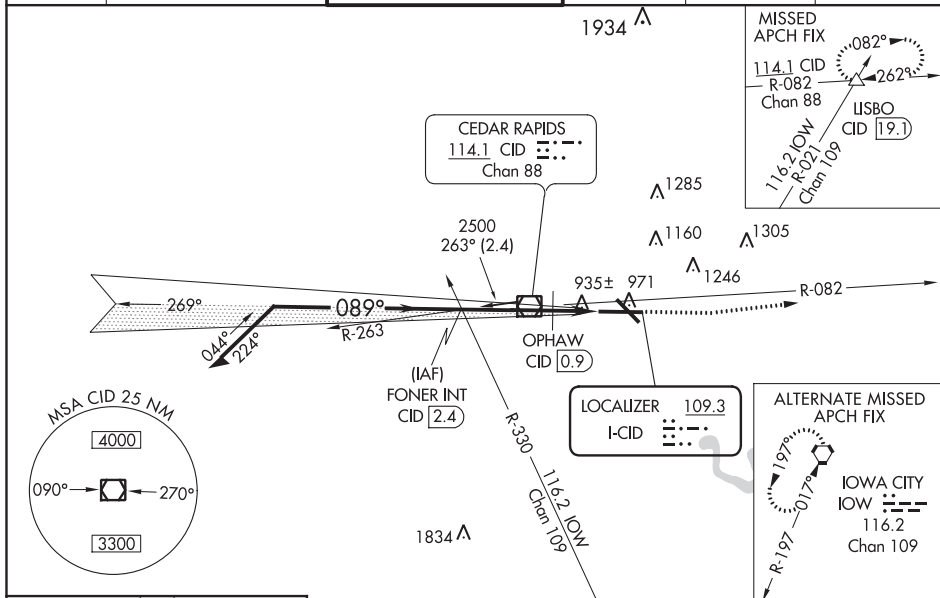 1934
MISSED
APCH FIX
082°
114.1 CID
R-082
Chan 88
262°
LISBO
CID 19.1
116.2 IOW
R-021
Chan 109
CEDAR RAPIDS
114.1 CID
Chan 88
1285
2500
263° (2.4)
1160
1305
1246
935± 971
R-082
269°
089°
R-263
044°
224°
OPHAW
CID 0.9
(IAF)
FONER INT
CID 2.4
LOCALIZER 109.3
I-CID
R-330
116.2 IOW
Chan 109
MSA CID 25 NM
4000
090°
270°
3300
1834
ALTERNATE MISSED
APCH FIX
197°
017°
IOWA CITY
IOW
116.2
Chan 109
R-197